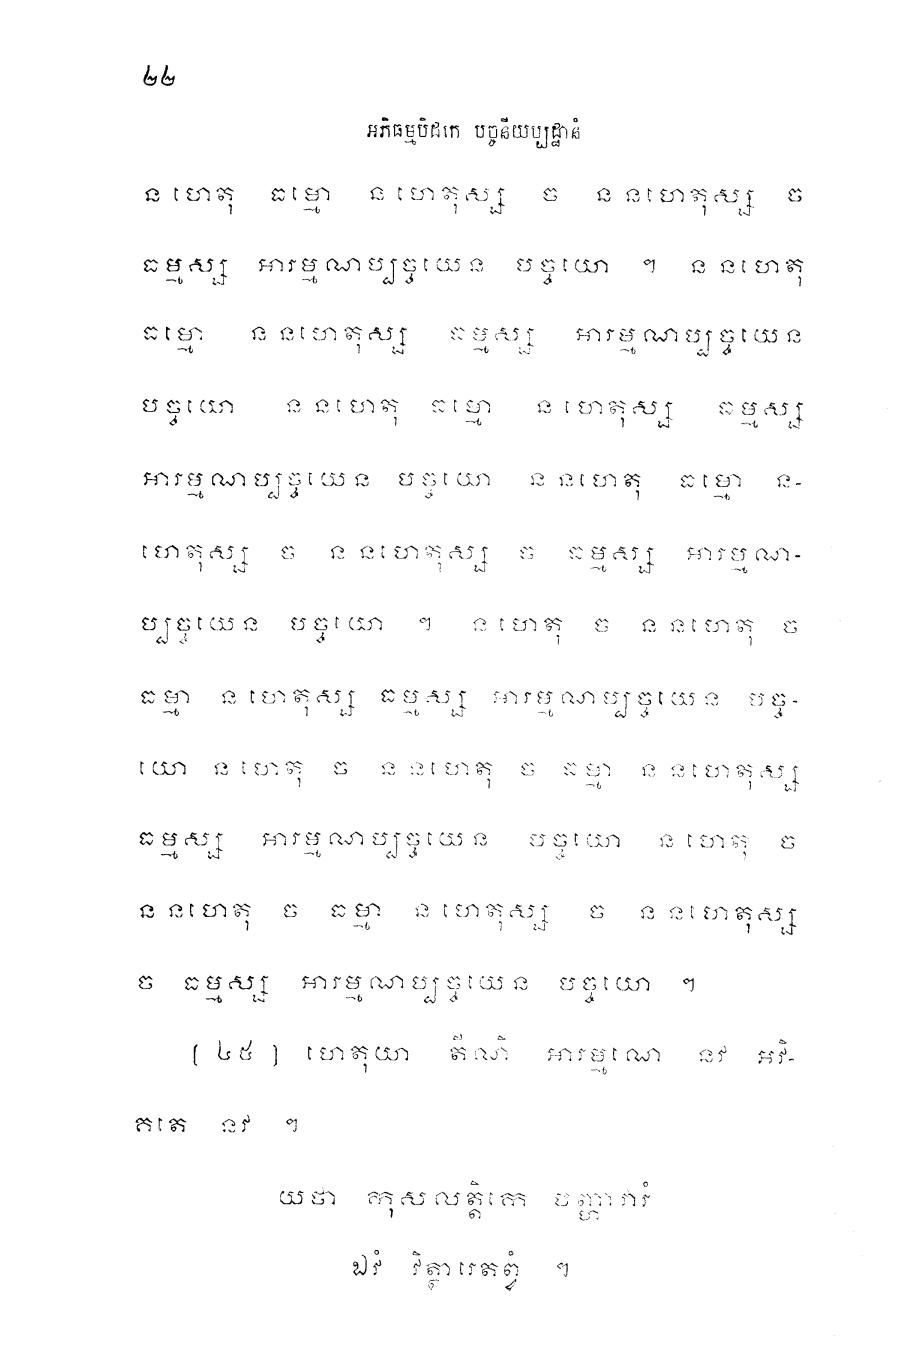 ២២
អភិធម្មបិដកេ បច្ចនីយប្បដ្ឋានំ
ន ហេតុ ធម្មោ ន ហេតុស្ស ច ន នហេតុស្ស ច
ធម្មស្ស អារម្មណប្បច្ចយេន បច្ចយោ ។ ន នហេតុ
ធម្មោ ន នហេតុស្ស ធម្មស្ស អារម្មណប្បច្ចយេន
បច្ចយោ ន នហេតុ ធម្មោ ន ហេតុស្ស ធម្មស្ស
អារម្មណប្បច្ចយេន បច្ចយោ ន នហេតុ ធម្មោ ន-
ហេតុស្ស ច ន នហេតុស្ស ច ធម្មស្ស អារម្មណ-
ប្បច្ចយេន បច្ចយោ ។ ន ហេតុ ច ន នហេតុ ច
ធម្មា ន ហេតុស្ស ធម្មស្ស អារម្មណប្បច្ចយេន បច្ច-
យោ ន ហេតុ ច ន នហេតុ ច ធម្មា ន នហេតុស្ស
ធម្មស្ស អារម្មណប្បច្ចយេន បច្ចយោ ន ហេតុ ច
ន នហេតុ ច ធម្មា ន ហេតុស្ស ច ន នហេតុស្ស
ច ធម្មស្ស អារម្មណប្បច្ចយេន បច្ចយោ ។
[ ៤៥ ] ហេតុយា តីណិ អារម្មណេ នវ អវិ-
គតេ នវ ។
យថា កុសលត្តិកេ បញ្ហាវារំ
ឯវំ វិត្ថារេតព្វំ ។